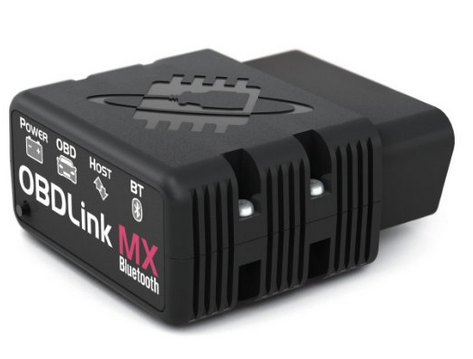 POWER OBD HOST BT
OBDLink MX
Bluetooth